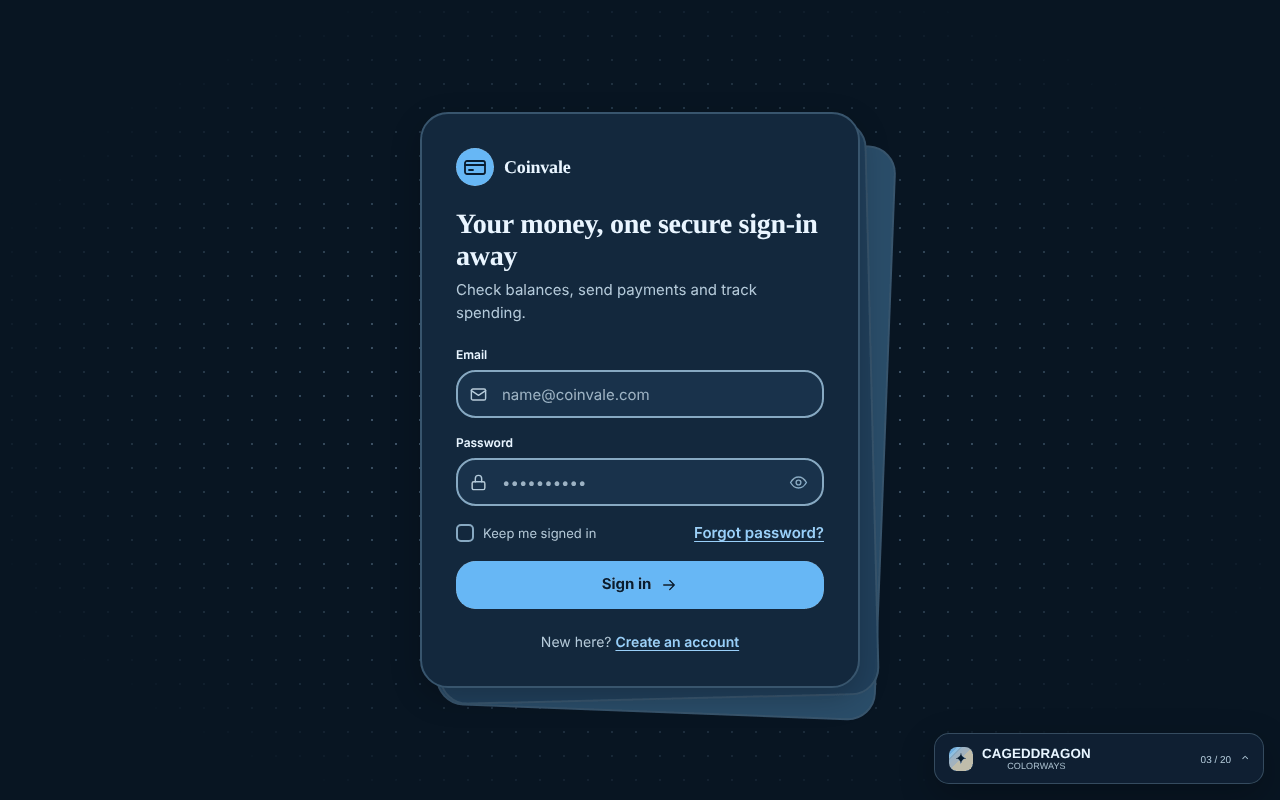 Coinvale
Your money, one secure sign-in
away
Check balances, send payments and track
spending.
Email
name@coinvale.com
Password
••••••••••
Keep me signed in
Forgot password?
Sign in →
New here? Create an account
CAGEDDRAGON
COLORWAYS
03 / 20